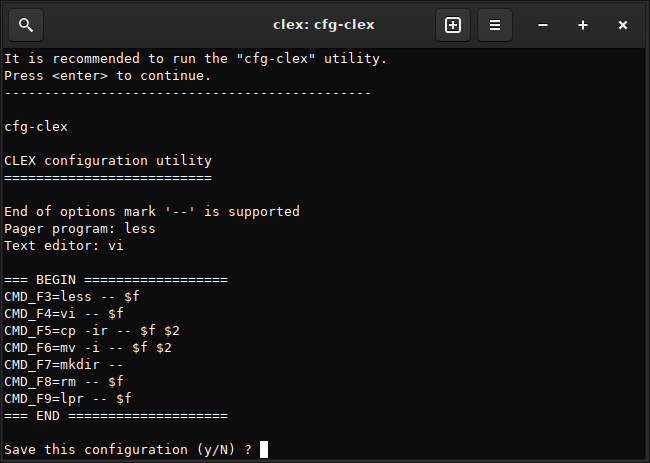 clex: cfg-clex
It is recommended to run the "cfg-clex" utility.
Press <enter> to continue.
----------------------------------------------
cfg-clex
CLEX configuration utility
==========================
End of options mark '--' is supported
Pager program: less
Text editor: vi
=== BEGIN ==================
CMD_F3=less -- $f
CMD_F4=vi -- $f
CMD_F5=cp -ir -- $f $2
CMD_F6=mv -i -- $f $2
CMD_F7=mkdir --
CMD_F8=rm -- $f
CMD_F9=lpr -- $f
=== END ====================
Save this configuration (y/N) ?